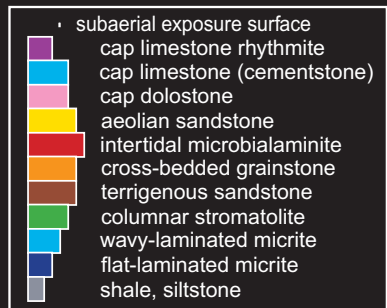 subaerial exposure surface
cap limestone rhythmite
cap limestone (cementstone)
cap dolostone
aeolian sandstone
intertidal microbialaminite
cross-bedded grainstone
terrigenous sandstone
columnar stromatolite
wavy-laminated micrite
flat-laminated micrite
shale, siltstone